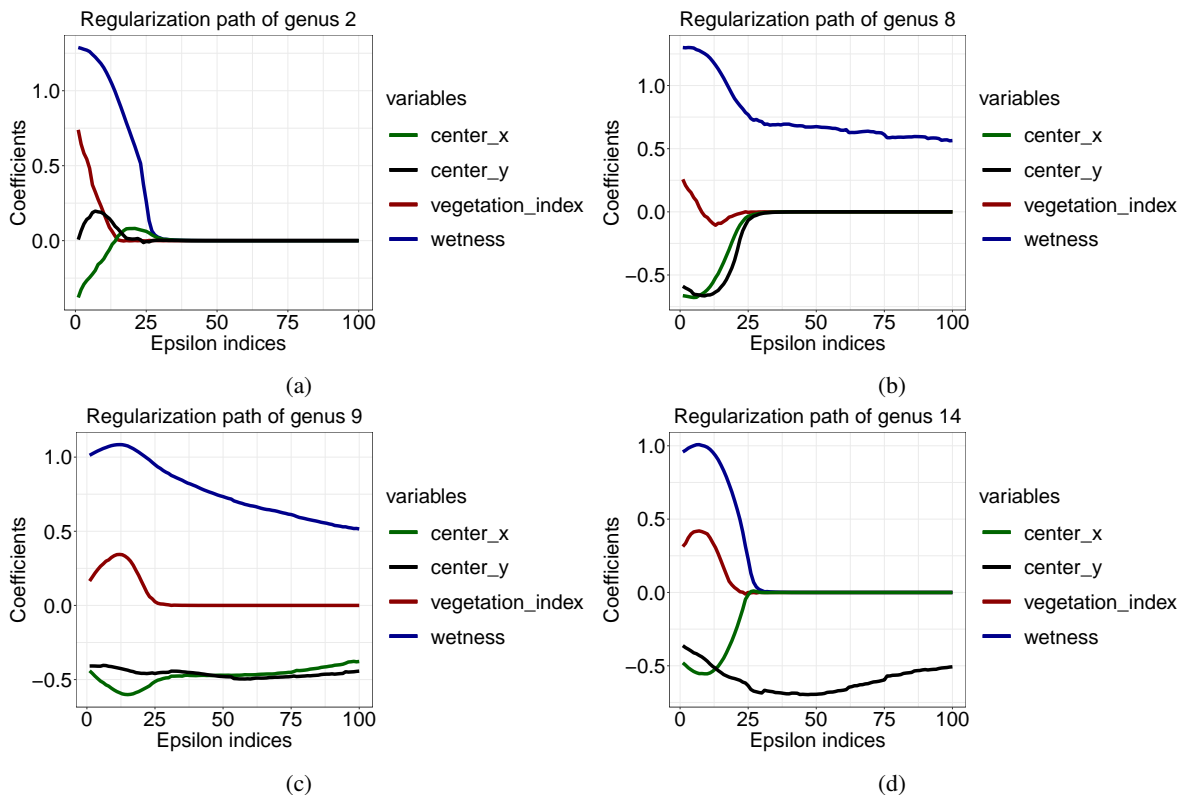 Regularization path of genus 2
1.0
0.5
0.0
Coefficients
0
25
50
75
100
Epsilon indices
variables
center_x
center_y
vegetation_index
wetness
(a)
Regularization path of genus 8
1.0
0.5
0.0
−0.5
Coefficients
0
25
50
75
100
Epsilon indices
variables
center_x
center_y
vegetation_index
wetness
(b)
Regularization path of genus 9
1.0
0.5
0.0
−0.5
Coefficients
0
25
50
75
100
Epsilon indices
variables
center_x
center_y
vegetation_index
wetness
(c)
Regularization path of genus 14
1.0
0.5
0.0
−0.5
Coefficients
0
25
50
75
100
Epsilon indices
variables
center_x
center_y
vegetation_index
wetness
(d)